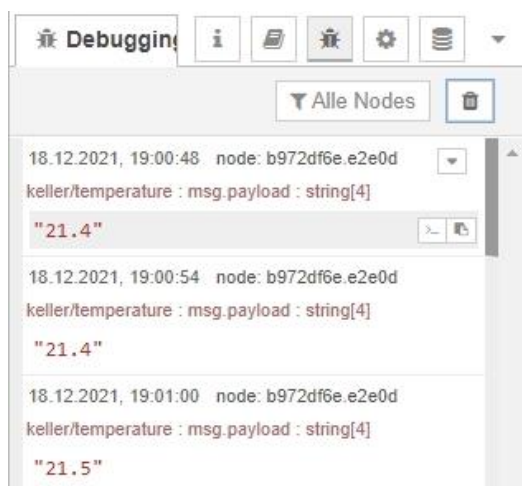 Debugging
Alle Nodes
18.12.2021, 19:00:48 node: b972df6e.e2e0d
keller/temperature : msg.payload : string[4]
"21.4"
18.12.2021, 19:00:54 node: b972df6e.e2e0d
keller/temperature : msg.payload : string[4]
"21.4"
18.12.2021, 19:01:00 node: b972df6e.e2e0d
keller/temperature : msg.payload : string[4]
"21.5"